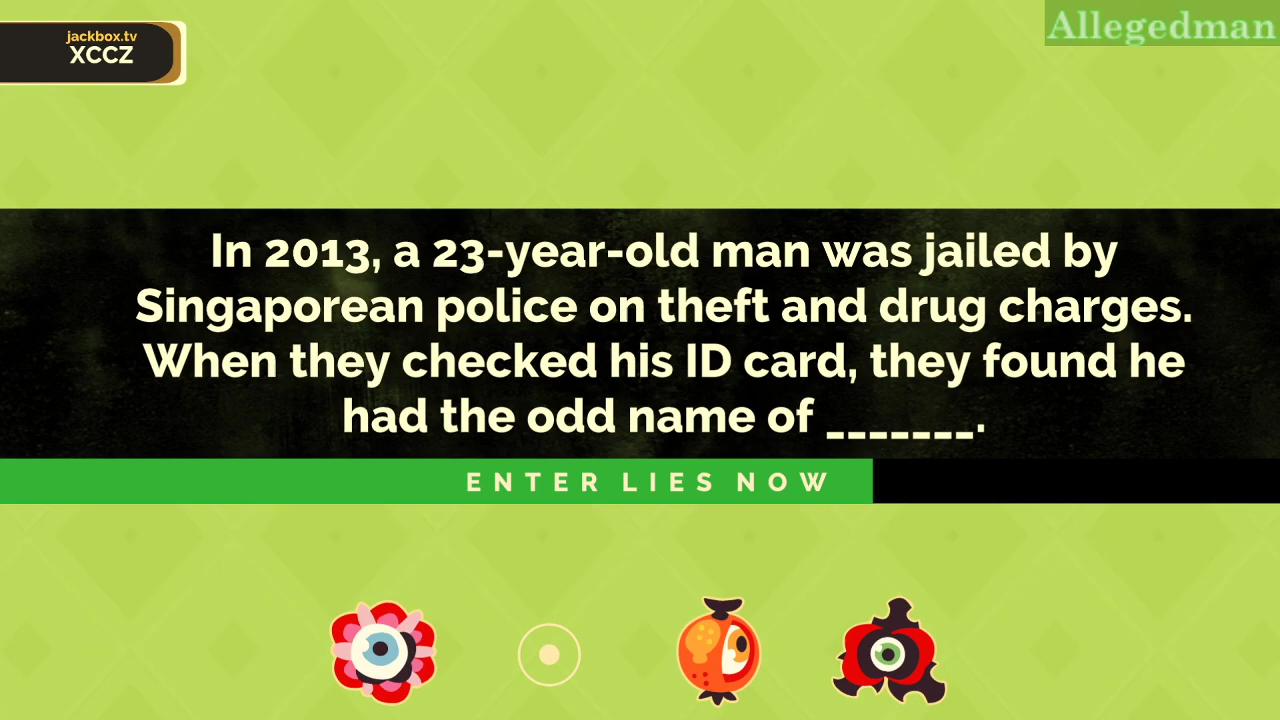 jackbox.tv
XCCZ
Allegedman
In 2013, a 23-year-old man was jailed by
Singaporean police on theft and drug charges.
When they checked his ID card, they found he
had the odd name of _______.
ENTER LIES NOW